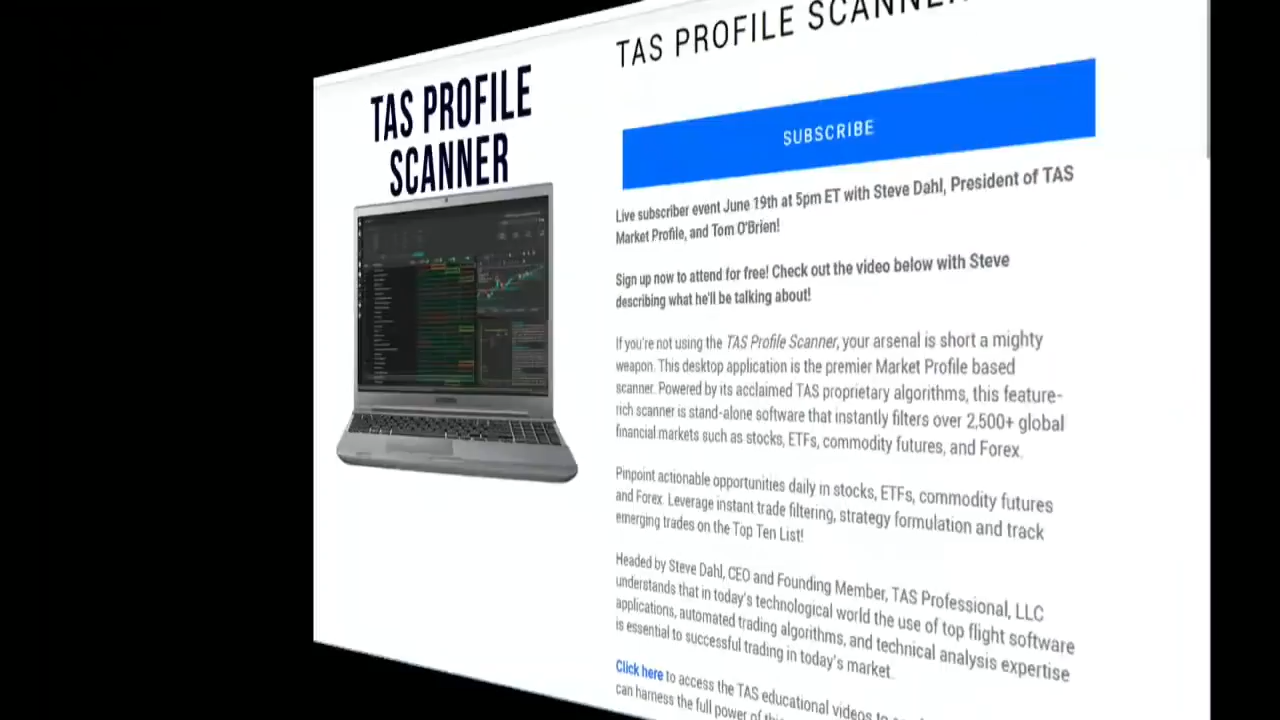 TAS PROFILE
SCANNER
TAS PROFILE SCANNER
SUBSCRIBE
Live subscriber event June 19th at 5pm ET with Steve Dahl, President of TAS
Market Profile, and Tom O'Brien!
Sign up now to attend for free! Check out the video below with Steve
describing what he'll be talking about!
If you're not using the TAS Profile Scanner, your arsenal is short a mighty
weapon. This desktop application is the premier Market Profile based
scanner. Powered by its acclaimed TAS proprietary algorithms, this feature-
rich scanner is stand-alone software that instantly filters over 2,500+ global
financial markets such as stocks, ETFs, commodity futures, and Forex.
Pinpoint actionable opportunities daily in stocks, ETFs, commodity futures
and Forex. Leverage instant trade filtering, strategy formulation and track
emerging trades on the Top Ten List!
Headed by Steve Dahl, CEO and Founding Member, TAS Professional, LLC
understands that in today's technological world the use of top flight software
applications, automated trading algorithms, and technical analysis expertise
is essential to successful trading in today's market.
Click here to access the TAS educational videos to
can harness the full power of